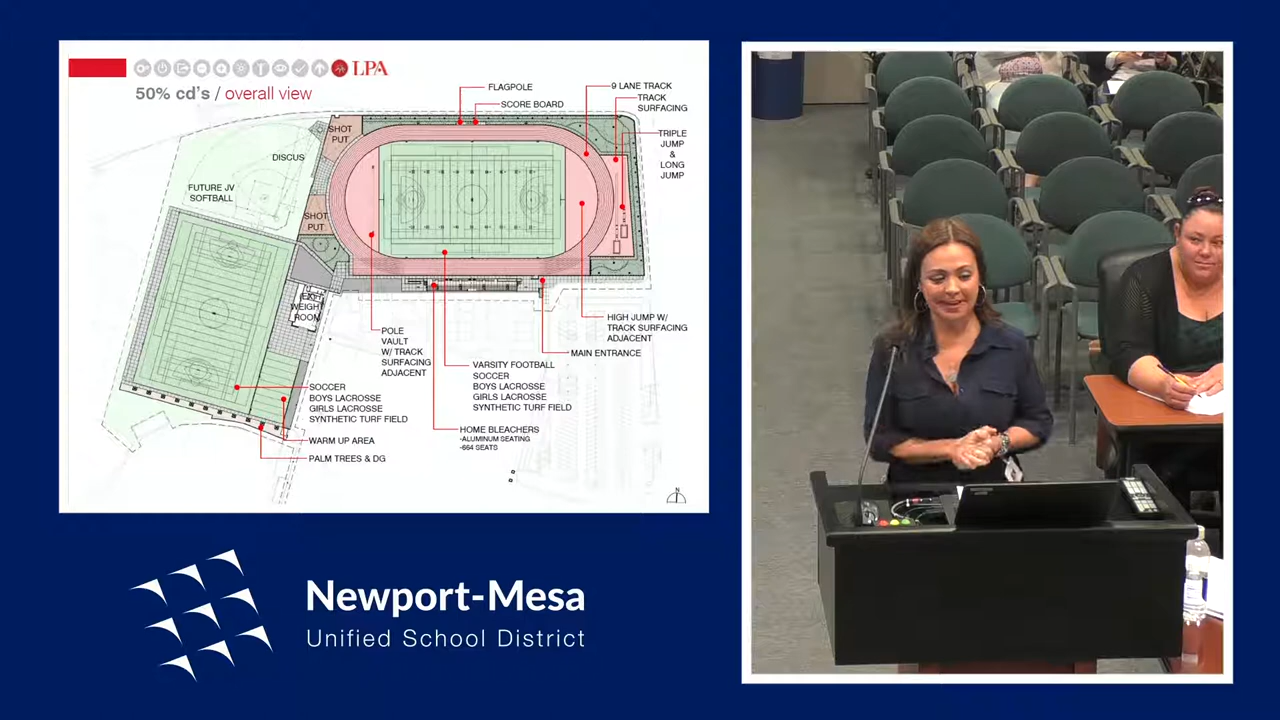 LPA
50% cd's / overall view
FLAGPOLE
SCORE BOARD
9 LANE TRACK
TRACK
SURFACING
TRIPLE
JUMP
&
LONG
JUMP
SHOT
PUT
DISCUS
FUTURE JV
SOFTBALL
SHOT
PUT
WEIGH
ROOM
POLE
VAULT
W/ TRACK
SURFACING
ADJACENT
HIGH JUMP W/
TRACK SURFACING
ADJACENT
MAIN ENTRANCE
VARSITY FOOTBALL
SOCCER
BOYS LACROSSE
GIRLS LACROSSE
SYNTHETIC TURF FIELD
SOCCER
BOYS LACROSSE
GIRLS LACROSSE
SYNTHETIC TURF FIELD
HOME BLEACHERS
-ALUMINUM SEATING
-664 SEATS
WARM UP AREA
PALM TREES & DG
N
Newport-Mesa
Unified School District